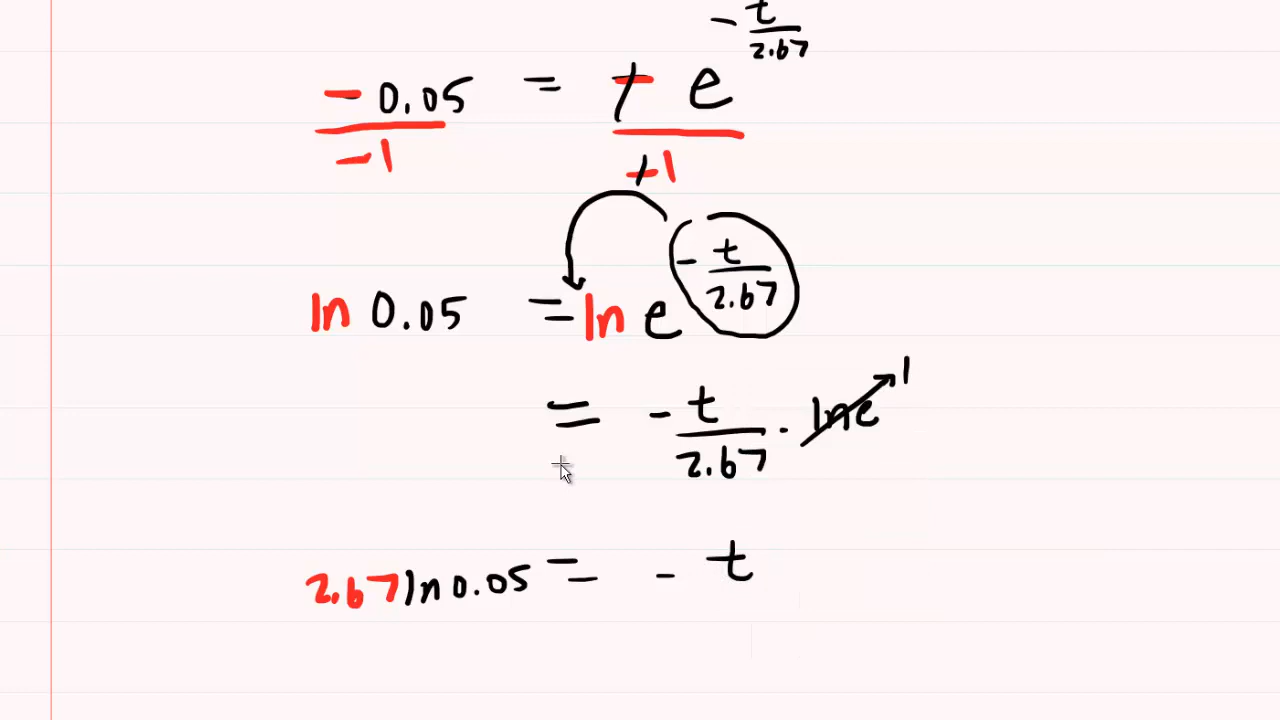 - t/2.67
- 0.05 = + e
-1 +1
ln 0.05 = ln e - t/2.67
= - t/2.67 · ln e 1
2.67 ln 0.05 = - t